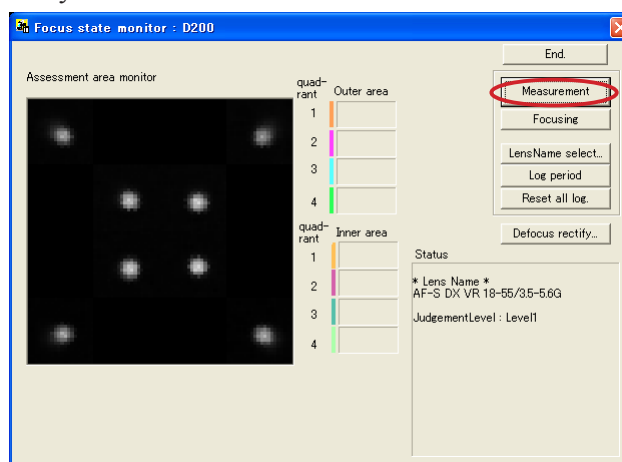 Focus state monitor : D200
End.
Assessment area monitor
quad-
rant Outer area
1
2
3
4
quad-
rant Inner area
1
2
3
4
Measurement
Focusing
LensName select...
Log period
Reset all log.
Defocus rectify...
Status
* Lens Name *
AF-S DX VR 18-55/3.5-5.6G
JudgementLevel : Level1